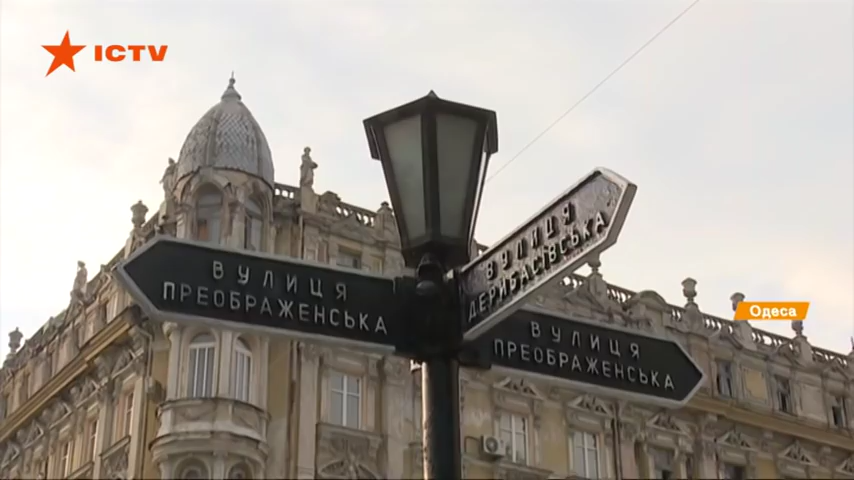 ICTV
Одеса
ВУЛИЦЯ
ПРЕОБРАЖЕНСЬКА
ВУЛИЦЯ
ДЕРИБАСІВСЬКА
ВУЛИЦЯ
ПРЕОБРАЖЕНСЬКА